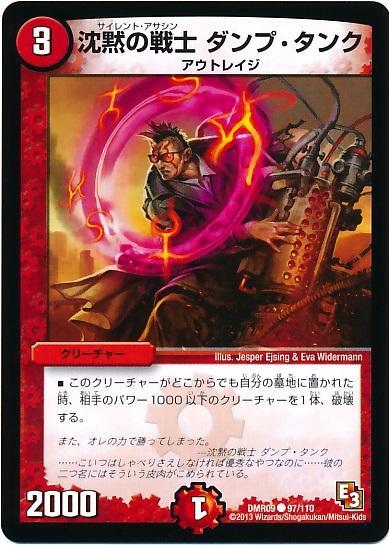 3
サイレント・アサシン
沈黙の戦士 ダンプ・タンク
アウトレイジ
クリーチャー
illus. Jesper Ejsing & Eva Widermann
■ このクリーチャーがどこからでも自分の墓地に置かれた
時、相手のパワー1000以下のクリーチャーを1体、破壊
する。
また、オレの力で勝ってしまった。
---沈黙の戦士 ダンプ・タンク
……こいつはしゃべりさえしなければ優秀なやつなのに……彼の
二つ名にはそういう皮肉がこめられている。
2000
1
E3
DMR09 ● 97/110
©2013 Wizards/Shogakukan/Mitsui-Kids